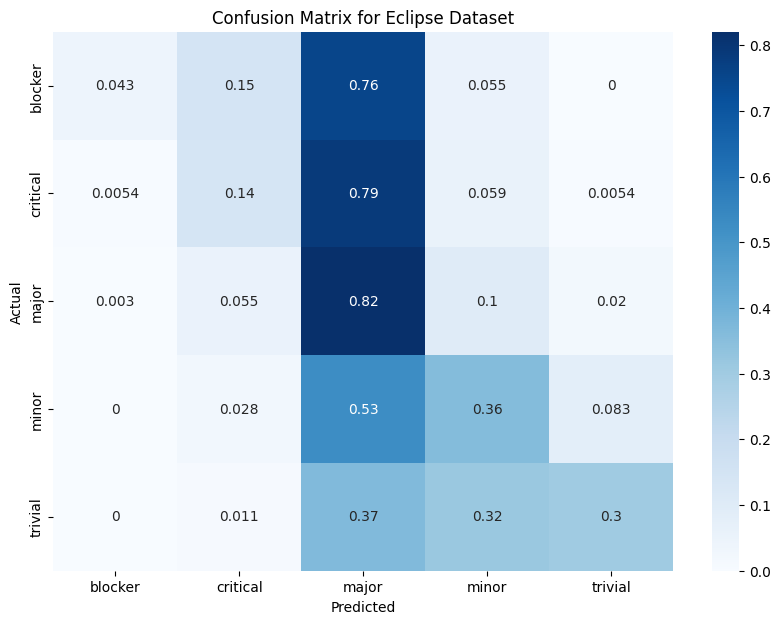 Confusion Matrix for Eclipse Dataset
Actual
blocker 0.043 0.15 0.76 0.055 0
critical 0.0054 0.14 0.79 0.059 0.0054
major 0.003 0.055 0.82 0.1 0.02
minor 0 0.028 0.53 0.36 0.083
trivial 0 0.011 0.37 0.32 0.3
blocker critical major minor trivial
Predicted
0.8
0.7
0.6
0.5
0.4
0.3
0.2
0.1
0.0